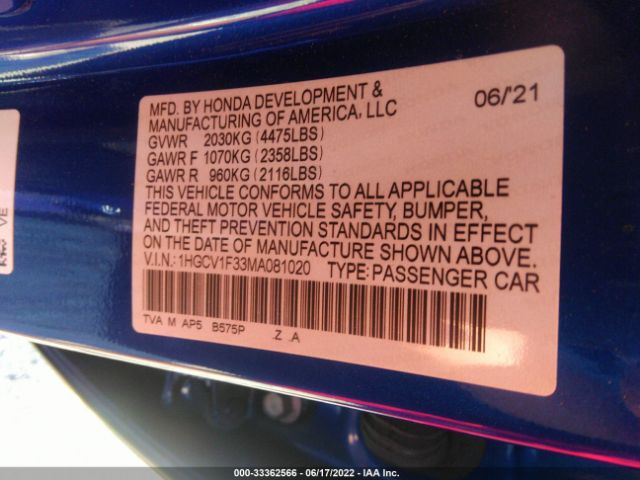 MFD. BY HONDA DEVELOPMENT & 06/'21
MANUFACTURING OF AMERICA, LLC
GVWR 2030KG (4475LBS)
GAWR F 1070KG (2358LBS)
GAWR R 960KG (2116LBS)
THIS VEHICLE CONFORMS TO ALL APPLICABLE
FEDERAL MOTOR VEHICLE SAFETY, BUMPER,
AND THEFT PREVENTION STANDARDS IN EFFECT
ON THE DATE OF MANUFACTURE SHOWN ABOVE.
V.I.N.: 1HGCV1F33MA081020 TYPE: PASSENGER CAR
TVA M AP5 B575P .Z .A
VE
000-33362566 - 06/17/2022 - IAA Inc.